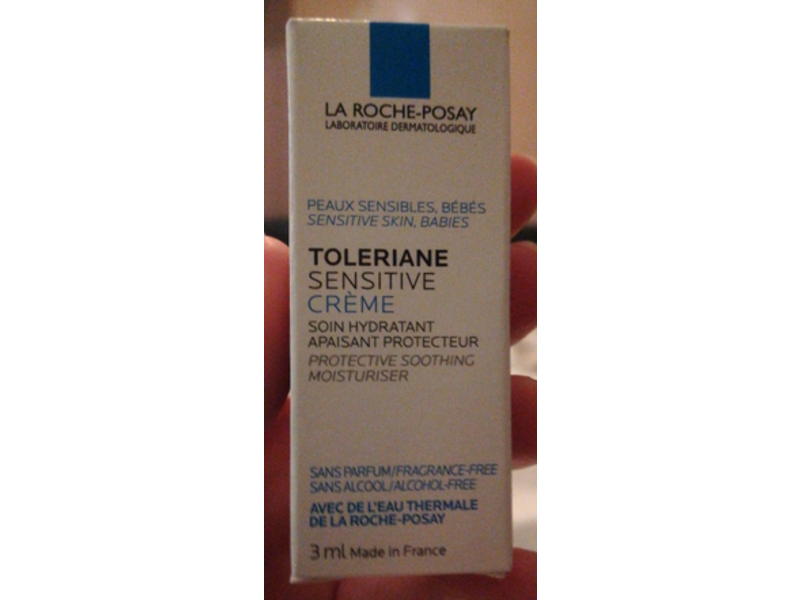 LA ROCHE-POSAY
LABORATOIRE DERMATOLOGIQUE
PEAUX SENSIBLES, BÉBÉS
SENSITIVE SKIN, BABIES
TOLERIANE
SENSITIVE
CRÈME
SOIN HYDRATANT
APAISANT PROTECTEUR
PROTECTIVE SOOTHING
MOISTURISER
SANS PARFUM/FRAGRANCE-FREE
SANS ALCOOL/ALCOHOL-FREE
AVEC DE L'EAU THERMALE
DE LA ROCHE-POSAY
3 ml Made in France